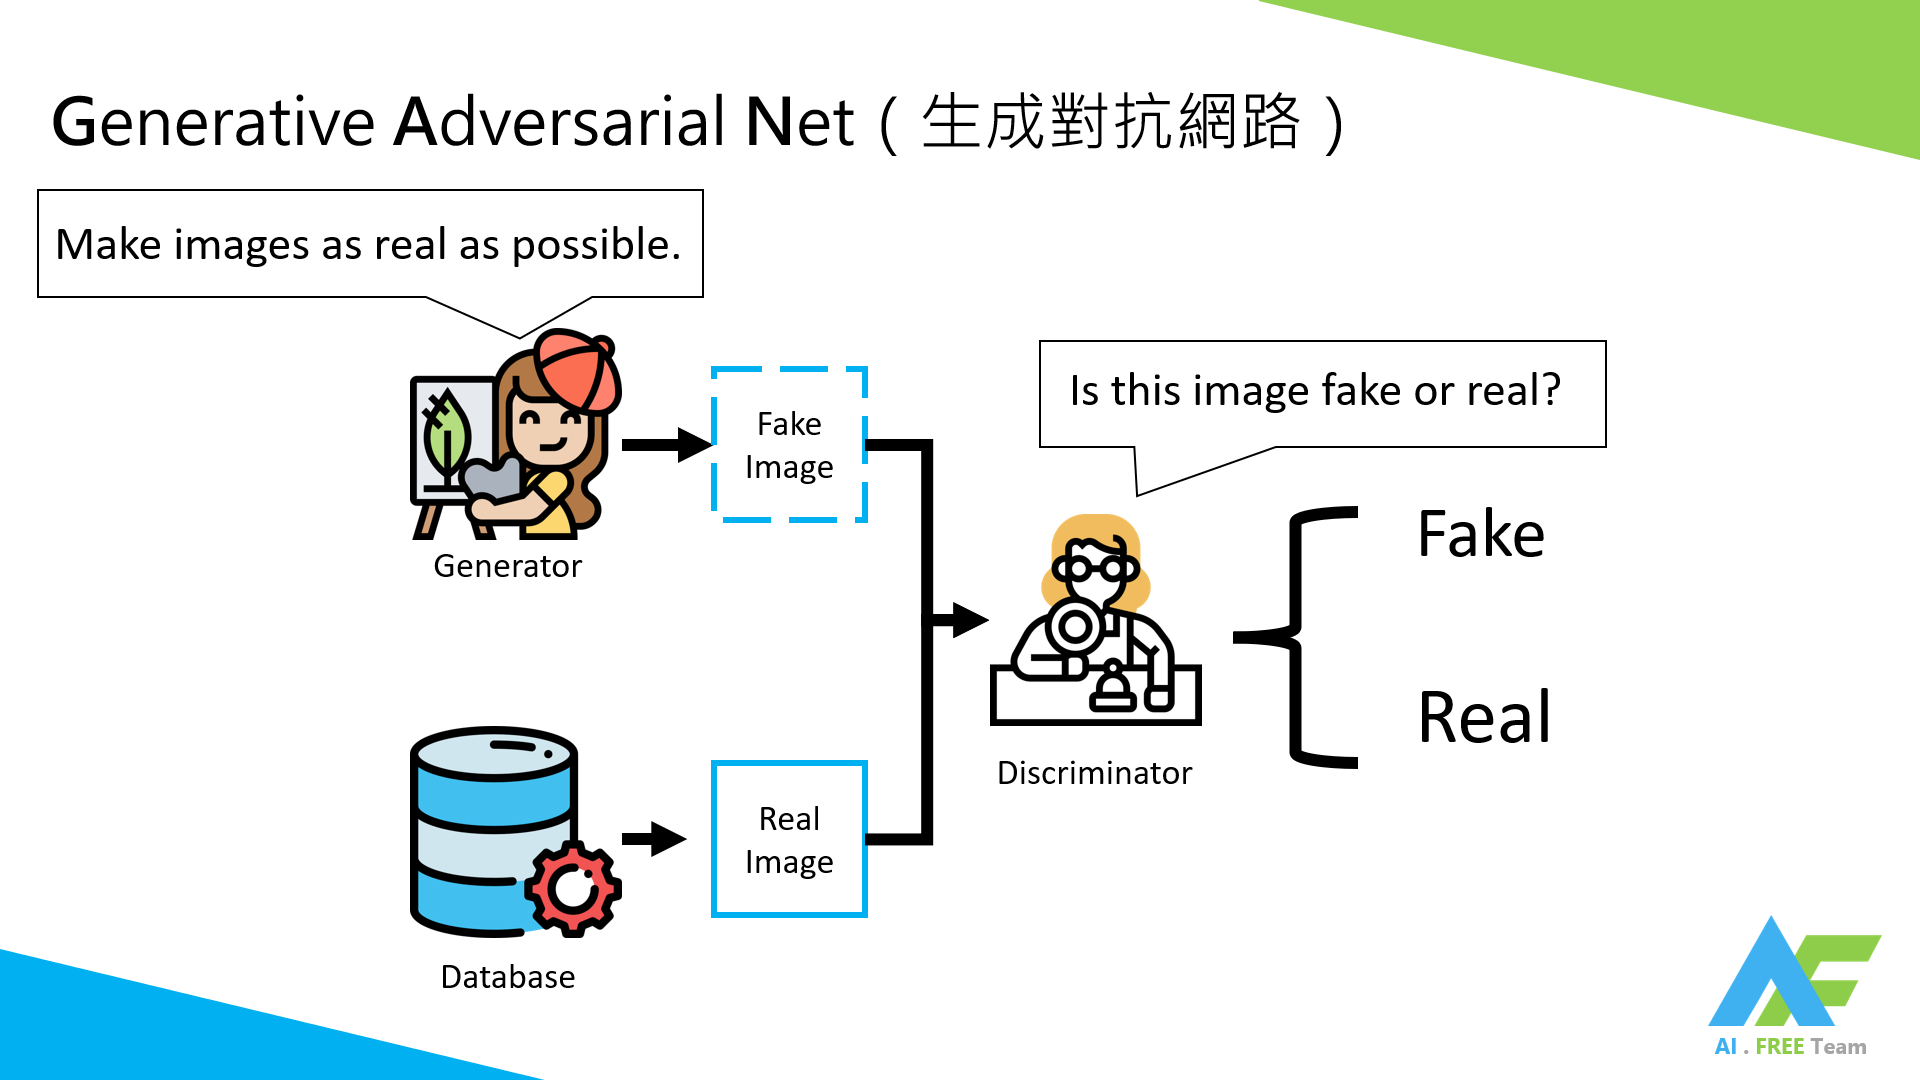 Generative Adversarial Net（生成對抗網路）
Make images as real as possible.
Is this image fake or real?
Fake
Image
Generator
Fake
Real
Discriminator
Real
Image
Database
AI . FREE Team